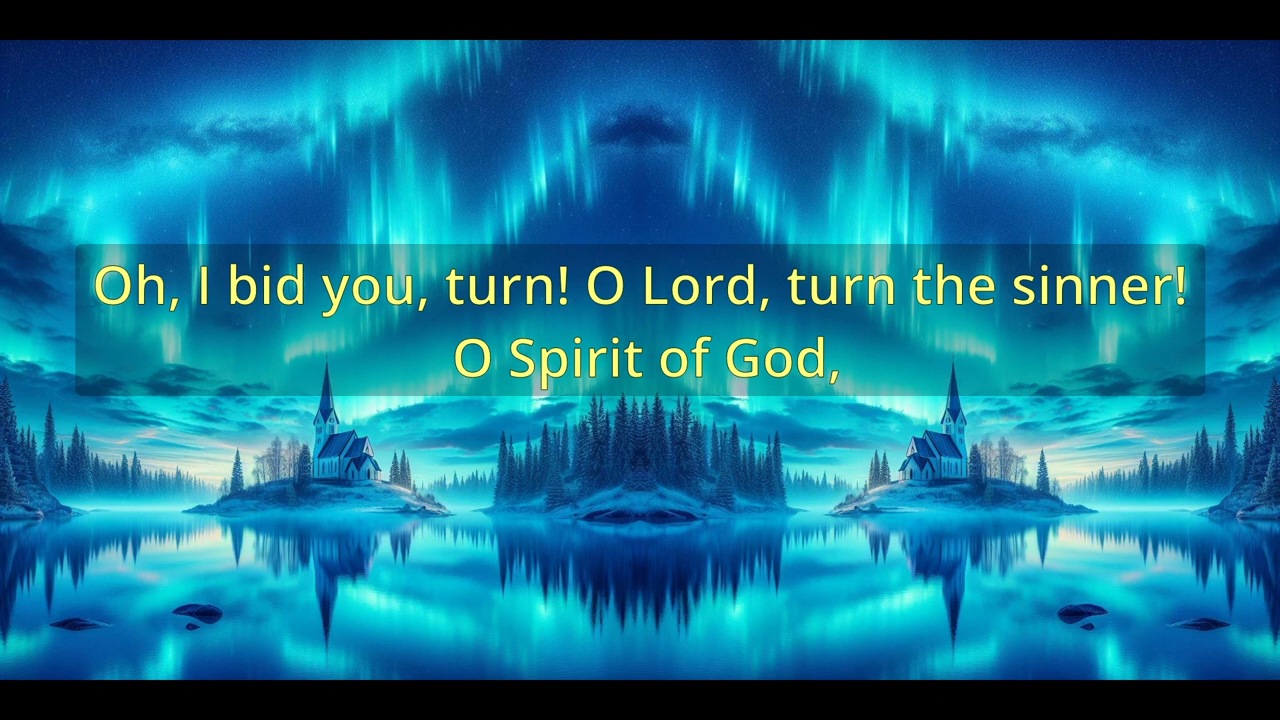 Oh, I bid you, turn! O Lord, turn the sinner!
O Spirit of God,